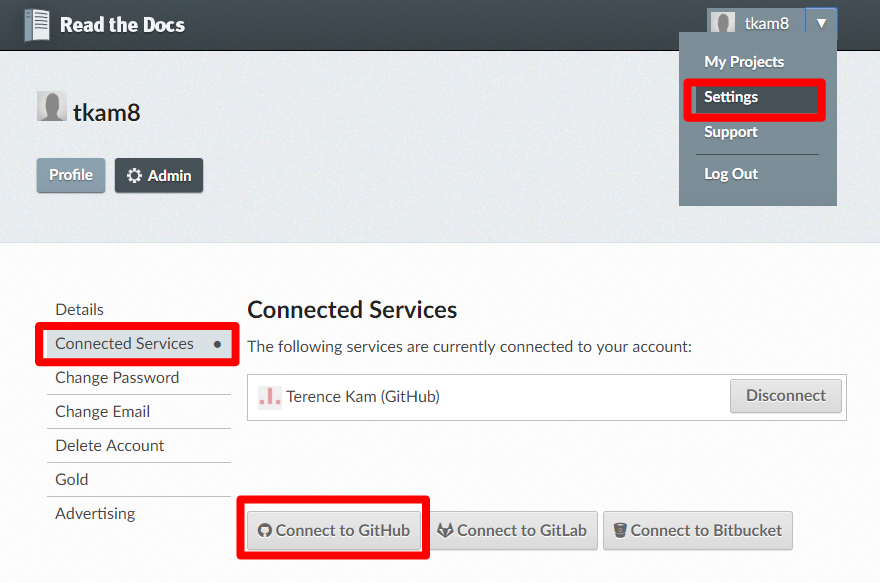 Read the Docs
tkam8 ▼
My Projects
Settings
Support
Log Out
tkam8
Profile
Admin
Details
Connected Services
Change Password
Change Email
Delete Account
Gold
Advertising
Connected Services
The following services are currently connected to your account:
Terence Kam (GitHub)
Disconnect
Connect to GitHub
Connect to GitLab
Connect to Bitbucket